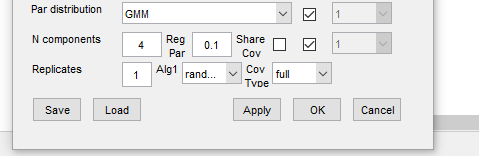 Par distribution GMM 1
N components 4 Reg Par 0.1 Share Cov 1
Replicates 1 Alg1 rand... Cov Type full
Save Load Apply OK Cancel